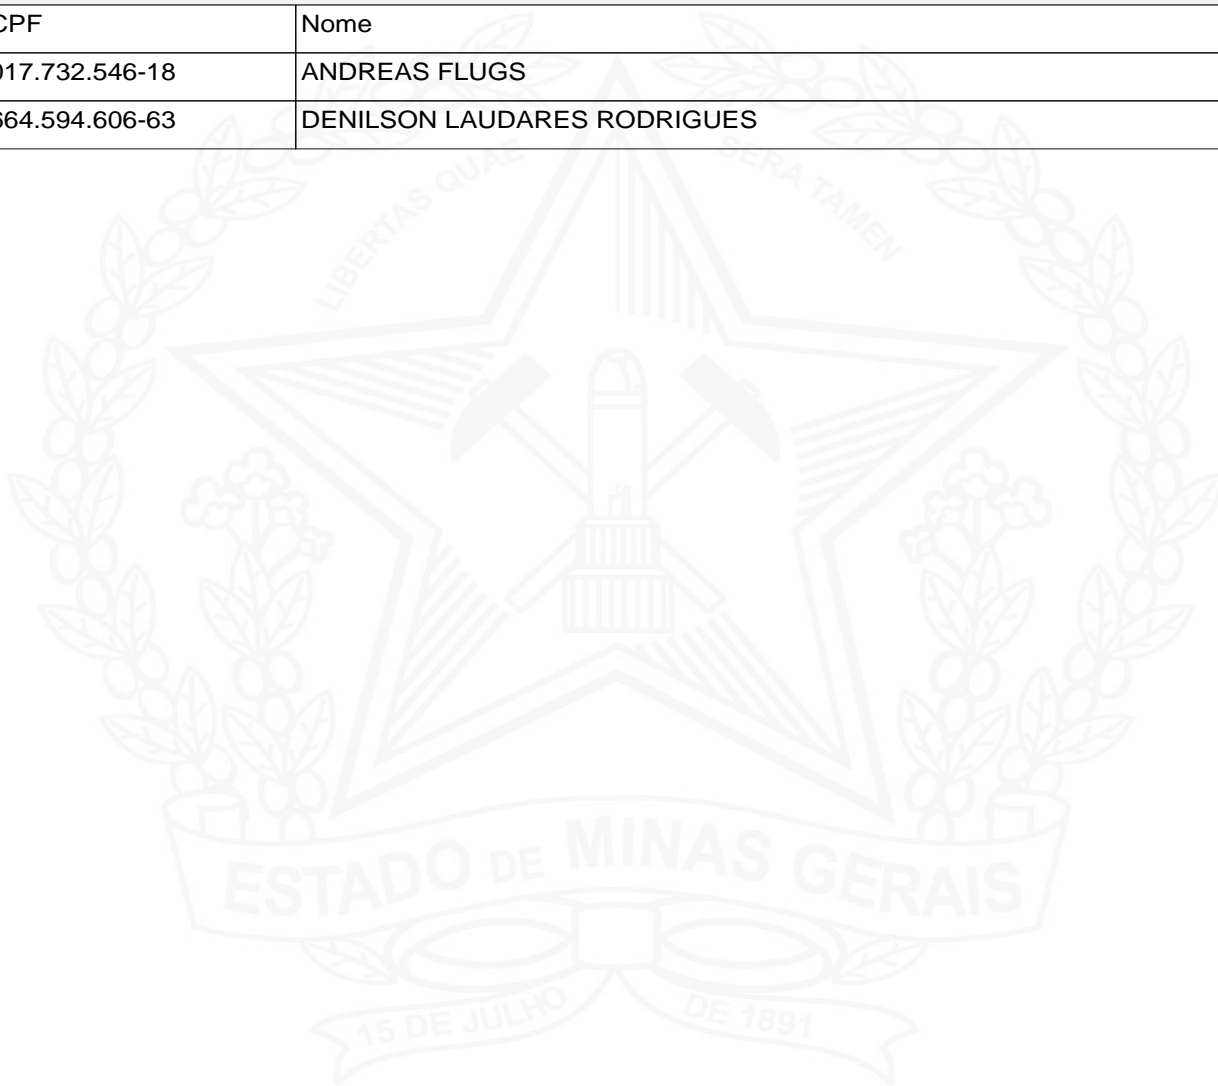 CPF Nome
017.732.546-18 ANDREAS FLUGS
664.594.606-63 DENILSON LAUDARES RODRIGUES
LIBERTAS QUAE SERA TAMEN
ESTADO DE MINAS GERAIS
15 DE JULHO DE 1891